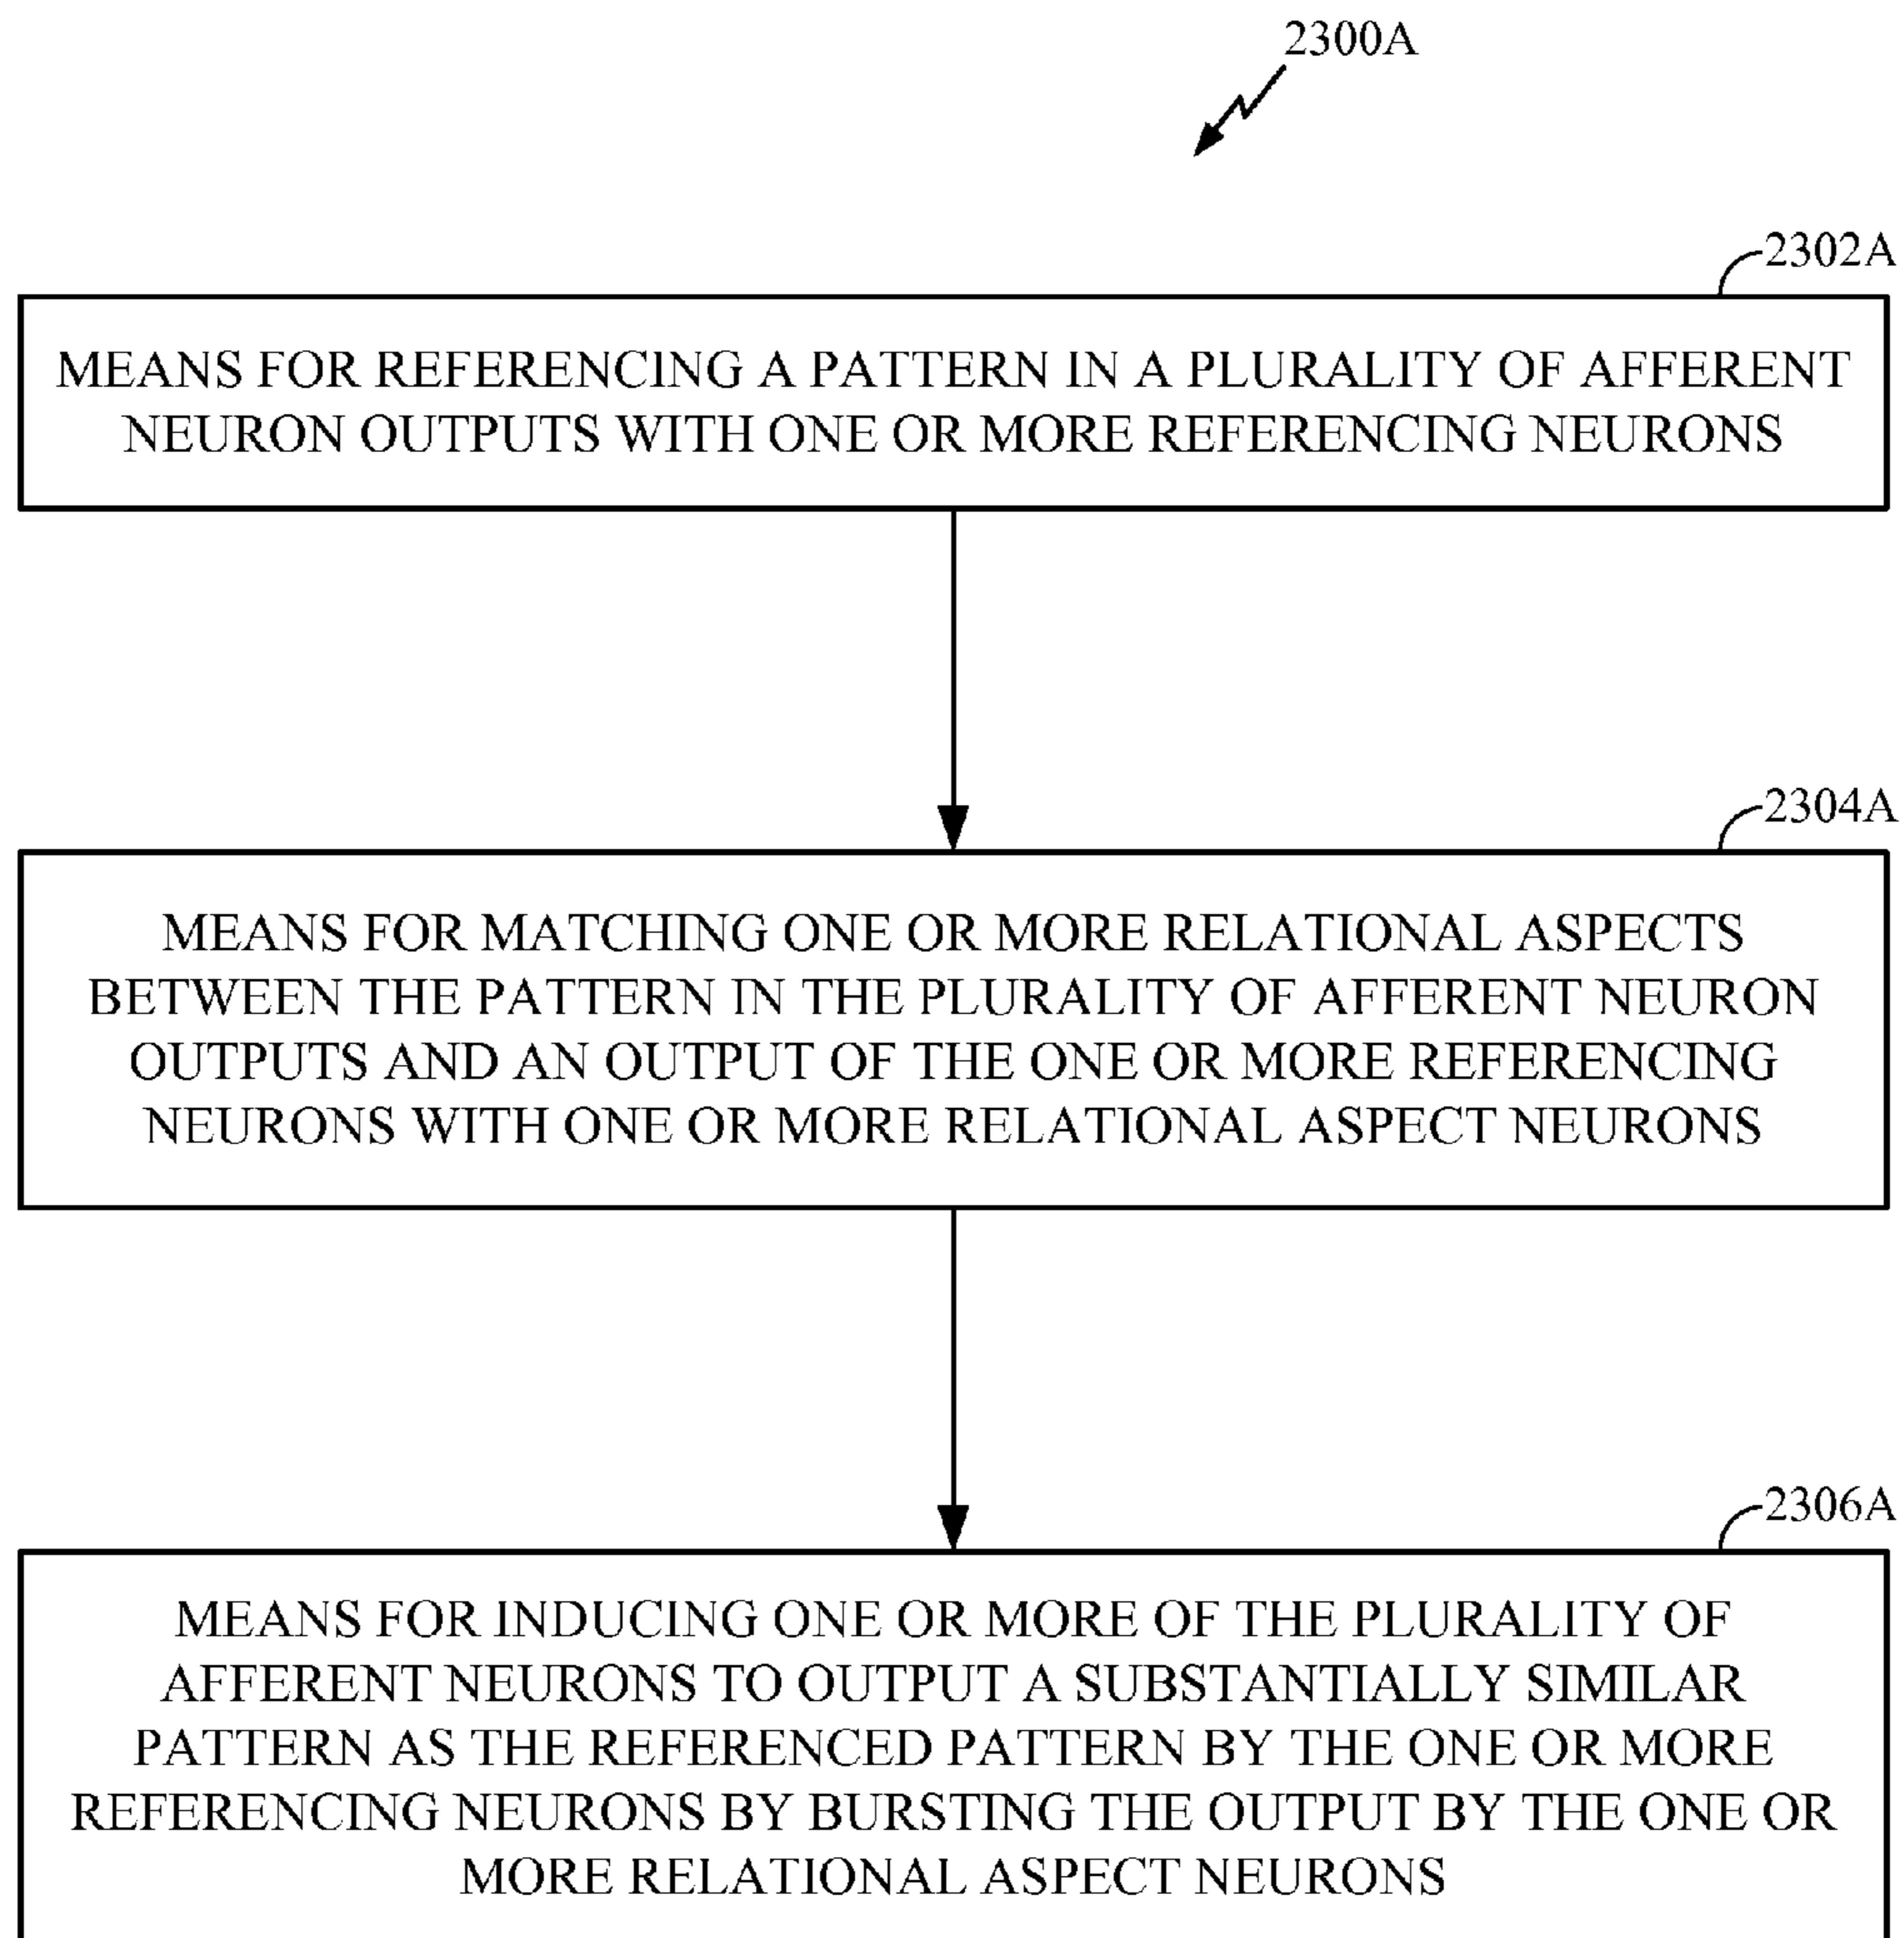 2300A
2302A
MEANS FOR REFERENCING A PATTERN IN A PLURALITY OF AFFERENT
NEURON OUTPUTS WITH ONE OR MORE REFERENCING NEURONS
2304A
MEANS FOR MATCHING ONE OR MORE RELATIONAL ASPECTS
BETWEEN THE PATTERN IN THE PLURALITY OF AFFERENT NEURON
OUTPUTS AND AN OUTPUT OF THE ONE OR MORE REFERENCING
NEURONS WITH ONE OR MORE RELATIONAL ASPECT NEURONS
2306A
MEANS FOR INDUCING ONE OR MORE OF THE PLURALITY OF
AFFERENT NEURONS TO OUTPUT A SUBSTANTIALLY SIMILAR
PATTERN AS THE REFERENCED PATTERN BY THE ONE OR MORE
REFERENCING NEURONS BY BURSTING THE OUTPUT BY THE ONE OR
MORE RELATIONAL ASPECT NEURONS